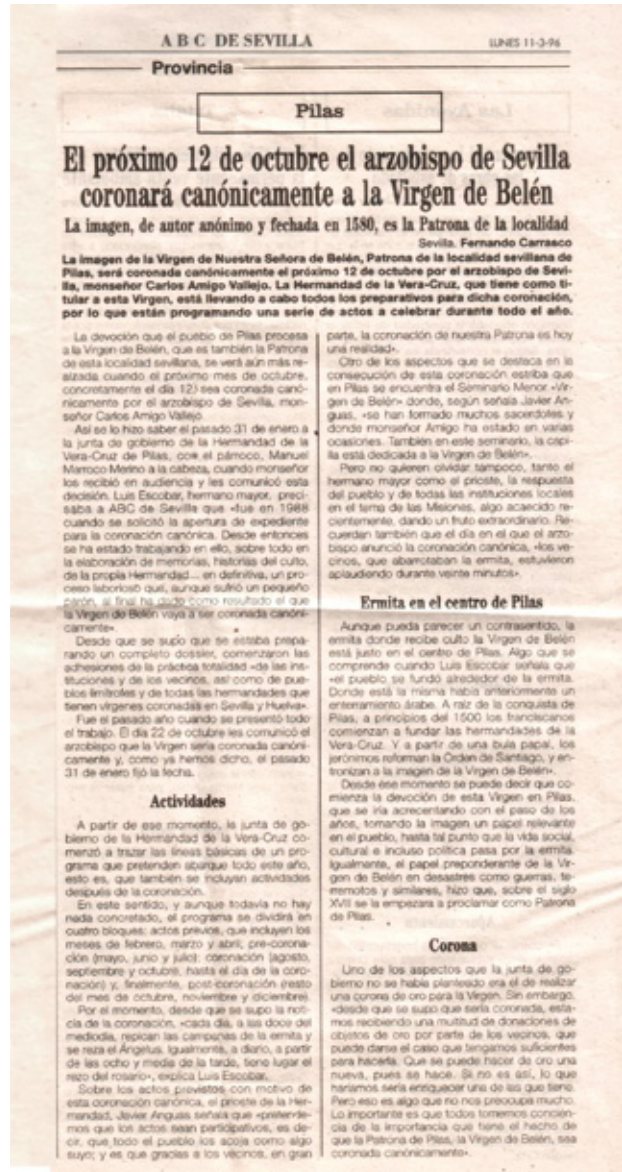 ABC DE SEVILLA
LUNES 11-3-96
Provincia
Pilas
El próximo 12 de octubre el arzobispo de Sevilla
coronará canónicamente a la Virgen de Belén
La imagen, de autor anónimo y fechada en 1580, es la Patrona de la localidad
Sevilla. Fernando Carrasco
La imagen de la Virgen de Nuestra Señora de Belén, Patrona de la localidad sevillana de
Pilas, será coronada canónicamente el próximo 12 de octubre por el arzobispo de Sevi-
lla, monseñor Carlos Amigo Vallejo. La Hermandad de la Vera-Cruz, que tiene como ti-
tular a esta Virgen, está llevando a cabo todos los preparativos para dicha coronación,
por lo que están programando una serie de actos a celebrar durante todo el año.
La devoción que el pueblo de Pilas procesa
a la Virgen de Belén, que es también la Patrona
de esta localidad sevillana, se verá aún más re-
alzada cuando el próximo mes de octubre,
concretamente el día 12) sea coronada canó-
nicamente por el arzobispo de Sevilla, mon-
señor Carlos Amigo Vallejo.
Así se lo hizo saber el pasado 31 de enero a
la junta de gobierno de la Hermandad de la
Vera-Cruz de Pilas, con el párroco, Manuel
Marroco Merino a la cabeza, cuando monseñor
los recibió en audiencia y les comunicó esta
decisión. Luis Escobar, hermano mayor, preci-
saba a ABC de Sevilla que «fue en 1988
cuando se solicitó la apertura de expediente
para la coronación canónica. Desde entonces
se ha estado trabajando en ello, sobre todo en
la elaboración de memorias, historias del culto,
de la propia Hermandad... en definitiva, un pro-
ceso laborioso que, aunque sufrió un pequeño
parón, al final ha dado como resultado el que
la Virgen de Belén vaya a ser coronada canóni-
camente».
Desde que se supo que se estaba prepa-
rando un completo dossier, comenzaron las
adhesiones de la práctica totalidad «de las ins-
tituciones y de los vecinos, así como de pue-
blos limítrofes y de todas las hermandades que
tienen vírgenes coronadas en Sevilla y Huelva».
Fue el pasado año cuando se presentó todo
el trabajo. El día 22 de octubre les comunicó el
arzobispo que la Virgen sería coronada canóni-
camente y, como ya hemos dicho, el pasado
31 de enero fijó la fecha.
Actividades
A partir de ese momento, la junta de go-
bierno de la Hermandad de la Vera-Cruz co-
menzó a trazar las líneas básicas de un pro-
grama que pretenden abarque todo este año,
esto es, que también se incluyan actividades
después de la coronación.
En este sentido, y aunque todavía no hay
nada concretado, el programa se dividirá en
cuatro bloques: actos previos, que incluyen los
meses de febrero, marzo y abril; pre-corona-
ción (mayo, junio y julio); coronación (agosto,
septiembre y octubre, hasta el día de la coro-
nación) y, finalmente, post-coronación (resto
del mes de octubre, noviembre y diciembre).
Por el momento, desde que se supo la noti-
cia de la coronación, «cada día, a las doce del
mediodía, repican las campanas de la ermita y
se reza el Ángelus. Igualmente, a diario, a partir
de las ocho y media de la tarde, tiene lugar el
rezo del rosario», explica Luis Escobar.
Sobre los actos previstos con motivo de
esta coronación canónica, el prioste de la Her-
mandad, Javier Anguas señala que «pretende-
mos que los actos sean participativos, es de-
cir, que todo el pueblo los acoja como algo
suyo; y es que gracias a los vecinos, en gran
parte, la coronación de nuestra Patrona es hoy
una realidad».
Otro de los aspectos que se destaca en la
consecución de esta coronación estriba que
en Pilas se encuentra el Seminario Menor «Vir-
gen de Belén» donde, según señala Javier An-
guas, «se han formado muchos sacerdotes y
donde monseñor Amigo ha estado en varias
ocasiones. También en este seminario, la capi-
lla está dedicada a la Virgen de Belén».
Pero no quieren olvidar tampoco, tanto el
hermano mayor como el prioste, la respuesta
del pueblo y de todas las instituciones locales
en el tema de las Misiones, algo acaecido re-
cientemente, dando un fruto extraordinario. Re-
cuerdan también que el día en el que el arzo-
bispo anunció la coronación canónica, «los ve-
cinos, que abarrotaban la ermita, estuvieron
aplaudiendo durante veinte minutos».
Ermita en el centro de Pilas
Aunque pueda parecer un contrasentido, la
ermita donde recibe culto la Virgen de Belén
está justo en el centro de Pilas. Algo que se
comprende cuando Luis Escobar señala que
«el pueblo se fundó alrededor de la ermita.
Donde está la misma había anteriormente un
enterramiento árabe. A raíz de la conquista de
Pilas, a principios del 1500 los franciscanos
comienzan a fundar las hermandades de la
Vera-Cruz. Y a partir de una bula papal, los
jerónimos reforman la Orden de Santiago, y en-
tronizan a la imagen de la Virgen de Belén».
Desde ese momento se puede decir que co-
mienza la devoción de esta Virgen en Pilas,
que se iría acrecentando con el paso de los
años, tomando la imagen un papel relevante
en el pueblo, hasta tal punto que la vida social,
cultural e incluso política pasa por la ermita.
Igualmente, el papel preponderante de la Vir-
gen de Belén en desastres como guerras, te-
rremotos y similares, hizo que, sobre el siglo
XVII se la empezara a proclamar como Patrona
de Pilas.
Corona
Uno de los aspectos que la junta de go-
bierno no se había planteado era el de realizar
una corona de oro para la Virgen. Sin embargo,
«desde que se supo que sería coronada, esta-
mos recibiendo una multitud de donaciones de
objetos de oro por parte de los vecinos, que
puede darse el caso que tengamos suficientes
para hacerla. Que se puede hacer de oro una
nueva, pues se hace. Si no es así, lo que
haríamos sería enriquecer una de las que tiene.
Pero eso es algo que no nos preocupa mucho.
Lo importante es que todos tomemos concien-
cia de la importancia que tiene el hecho de
que la Patrona de Pilas, la Virgen de Belén, sea
coronada canónicamente».